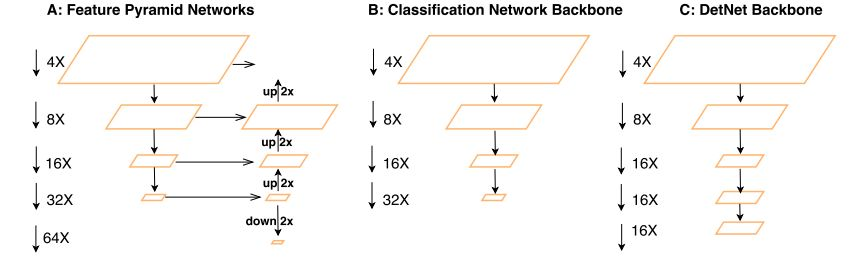 A: Feature Pyramid Networks
4X
up 2x
8X
up 2x
16X
up 2x
32X
down 2x
64X
B: Classification Network Backbone
4X
8X
16X
32X
C: DetNet Backbone
4X
8X
16X
16X
16X